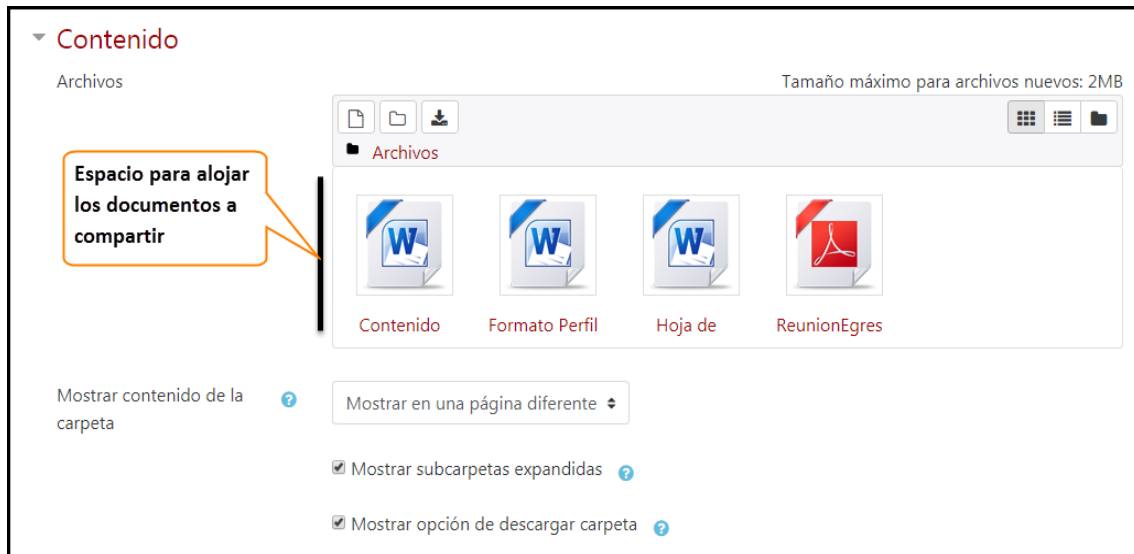 Contenido
Archivos
Tamaño máximo para archivos nuevos: 2MB
Archivos
Espacio para alojar
los documentos a
compartir
Contenido
Formato Perfil
Hoja de
ReunionEgres
Mostrar contenido de la
carpeta
Mostrar en una página diferente
Mostrar subcarpetas expandidas
Mostrar opción de descargar carpeta